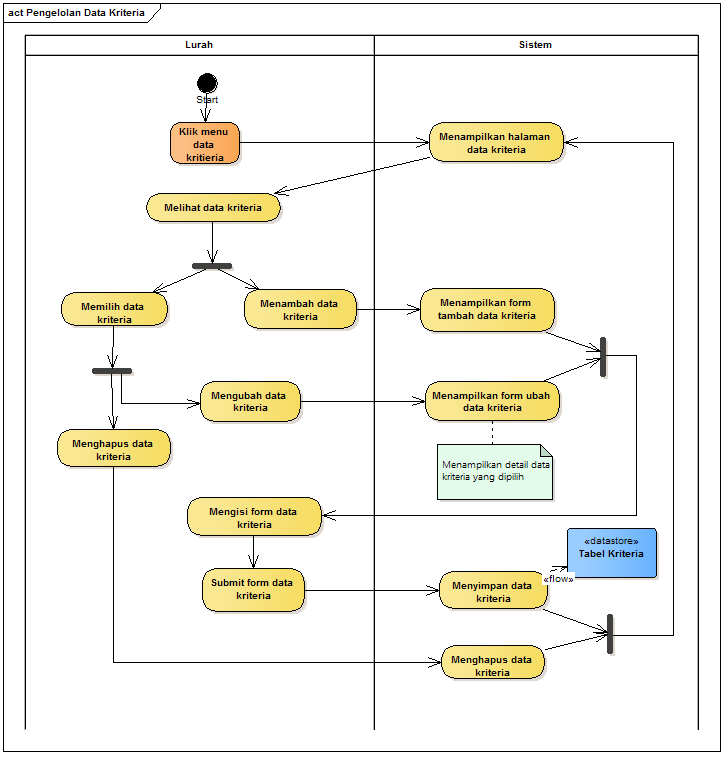 act Pengelolan Data Kriteria
Lurah
Sistem
Start
Klik menu
data
kritieria
Menampilkan halaman
data kriteria
Melihat data kriteria
Memilih data
kriteria
Menambah data
kriteria
Menampilkan form
tambah data kriteria
Mengubah data
kriteria
Menampilkan form ubah
data kriteria
Menghapus data
kriteria
Menampilkan detail data
kriteria yang dipilih
Mengisi form data
kriteria
«datastore»
Tabel Kriteria
«flow»
Submit form data
kriteria
Menyimpan data
kriteria
Menghapus data
kriteria